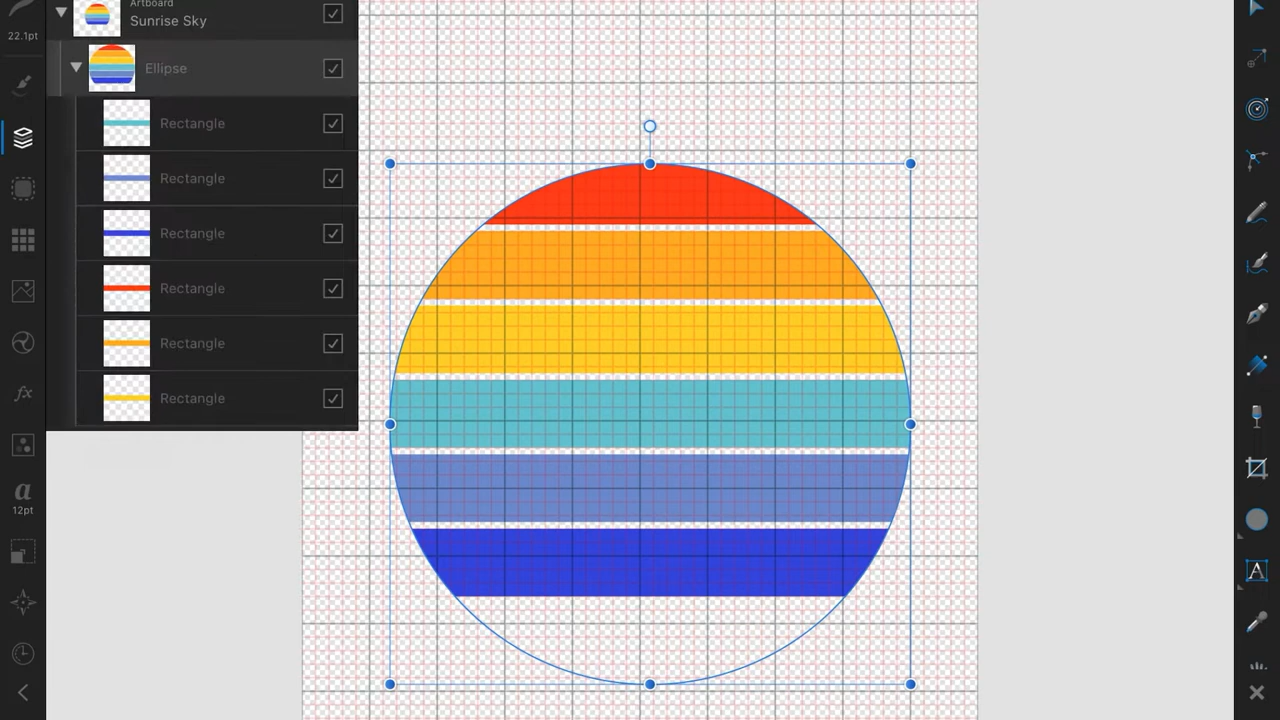 22.1pt
Artboard
Sunrise Sky
Ellipse
Rectangle
Rectangle
Rectangle
Rectangle
Rectangle
Rectangle
fx
a
12pt
A